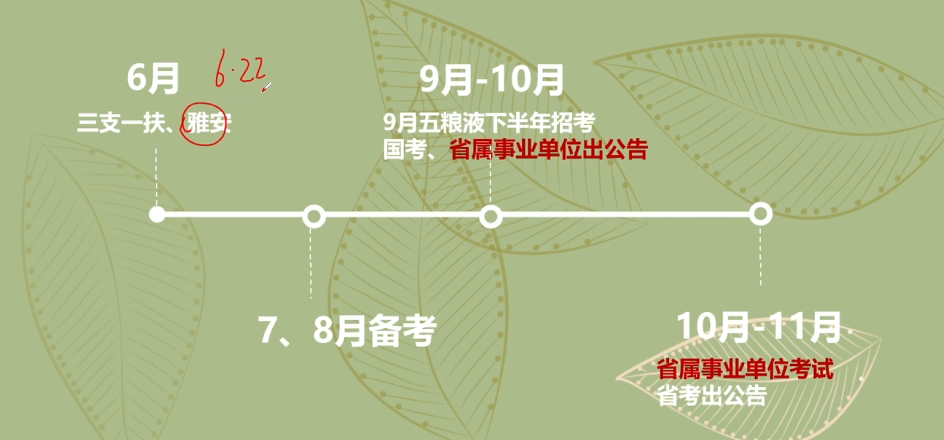 6月
6.22
三支一扶、雅安
9月-10月
9月五粮液下半年招考
国考、省属事业单位出公告
7、8月备考
10月-11月
省属事业单位考试
省考出公告